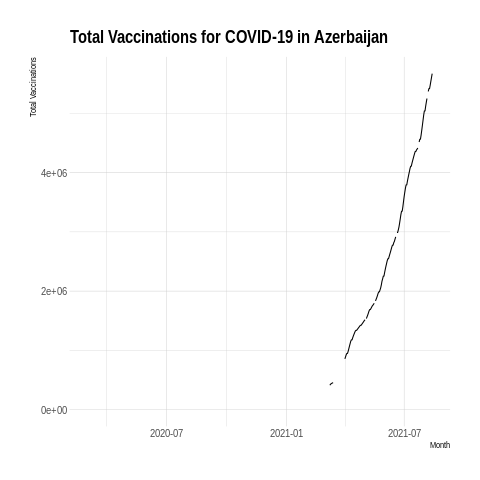 Total Vaccinations for COVID-19 in Azerbaijan
Total Vaccinations
4e+06
2e+06
0e+00
2020-07 2021-01 2021-07
Month